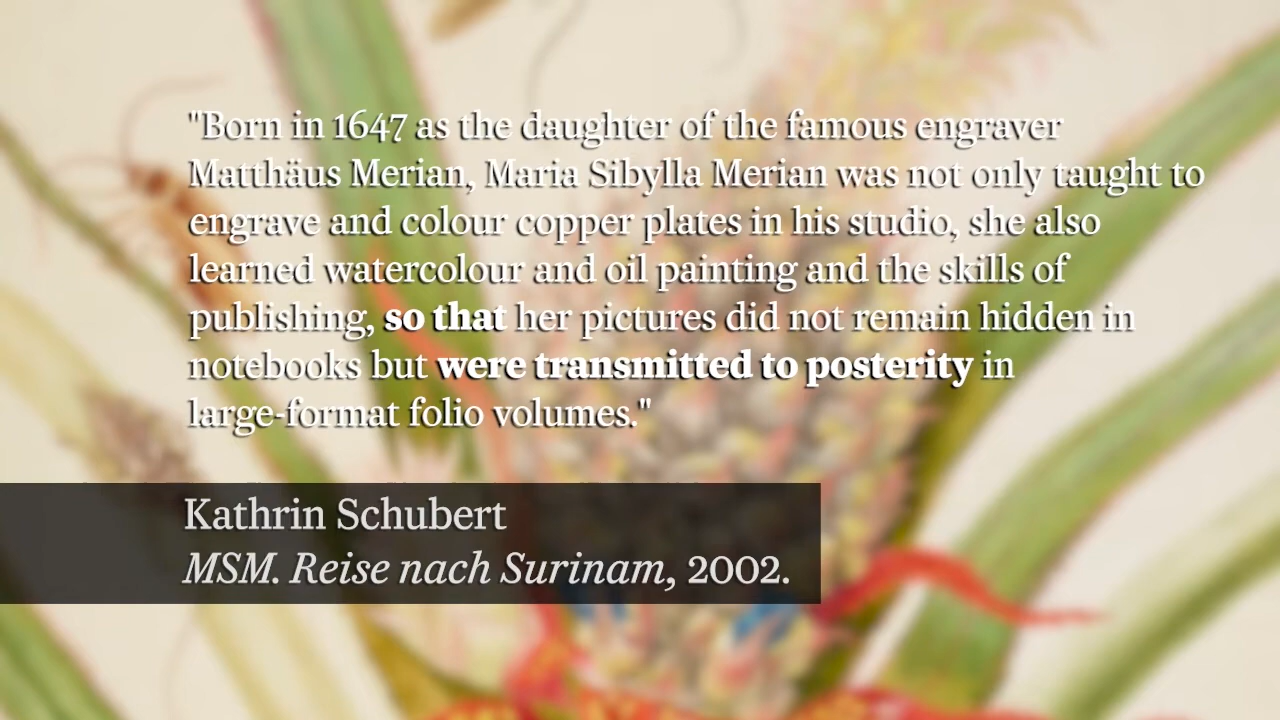 "Born in 1647 as the daughter of the famous engraver
Matthäus Merian, Maria Sibylla Merian was not only taught to
engrave and colour copper plates in his studio, she also
learned watercolour and oil painting and the skills of
publishing, so that her pictures did not remain hidden in
notebooks but were transmitted to posterity in
large-format folio volumes."
Kathrin Schubert
MSM. Reise nach Surinam, 2002.